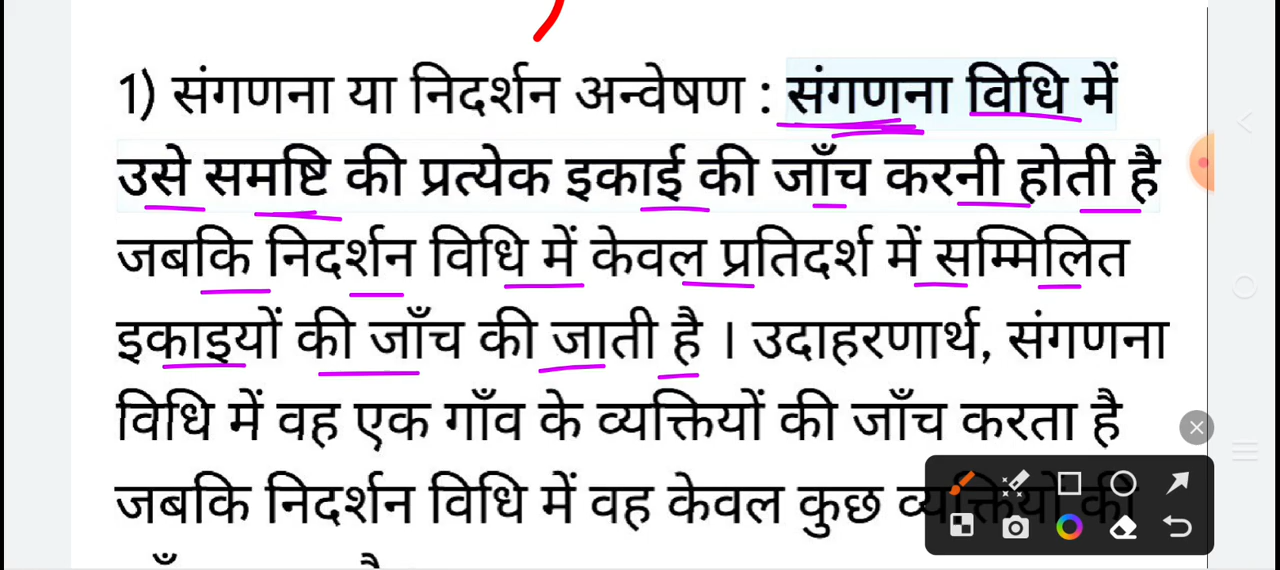 1) संगणना या निदर्शन अन्वेषण : संगणना विधि में
उसे समष्टि की प्रत्येक इकाई की जाँच करनी होती है
जबकि निदर्शन विधि में केवल प्रतिदर्श में सम्मिलित
इकाइयों की जाँच की जाती है । उदाहरणार्थ, संगणना
विधि में वह एक गाँव के व्यक्तियों की जाँच करता है
जबकि निदर्शन विधि में वह केवल कुछ व्यक्तियों की